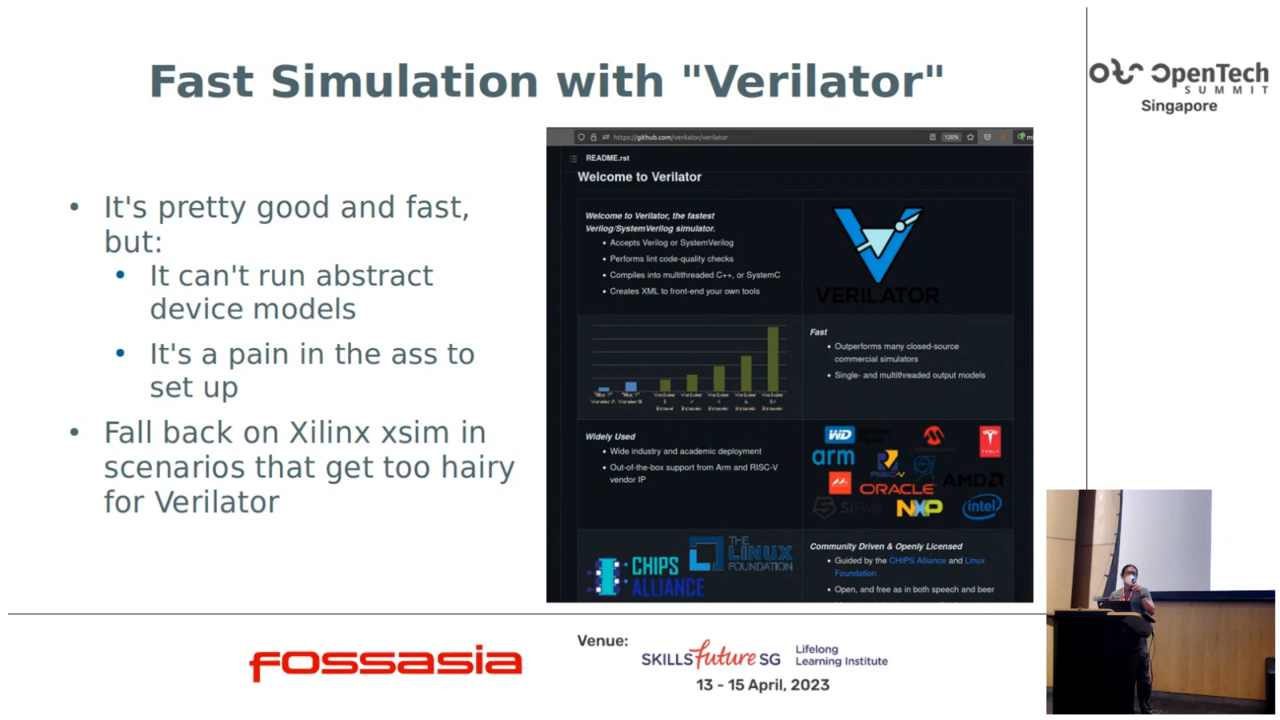 Fast Simulation with "Verilator"
OpenTech
SUMMIT
Singapore
It's pretty good and fast,
but:
It can't run abstract
device models
It's a pain in the ass to
set up
Fall back on Xilinx xsim in
scenarios that get too hairy
for Verilator
https://github.com/verilator/verilator
120%
README.rst
Welcome to Verilator
Welcome to Verilator, the fastest
Verilog/SystemVerilog simulator.
Accepts Verilog or SystemVerilog
Performs lint code-quality checks
Compiles into multithreaded C++, or SystemC
Creates XML to front-end your own tools
VERILATOR
Fast
Outperforms many closed-source
commercial simulators
Single- and multithreaded output models
Widely Used
Wide industry and academic deployment
Out-of-the-box support from Arm and RISC-V
vendor IP
WD
arm
RISC-V
TESLA
ORACLE
AMD
SiFive
NXP
intel
CHIPS
ALLIANCE
THE
LINUX
FOUNDATION
Community Driven & Openly Licensed
Guided by the CHIPS Alliance and Linux
Foundation
Open, and free as in both speech and beer
FOSSASIA
Venue:
SKILLSfuture SG
Lifelong
Learning Institute
13 - 15 April, 2023